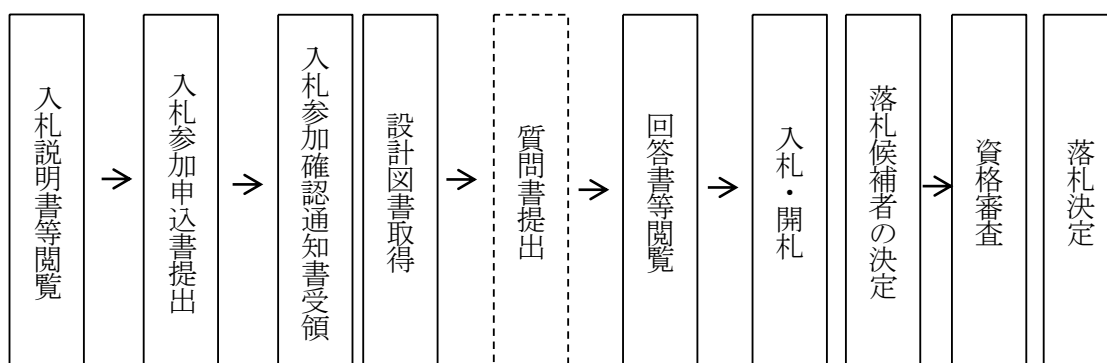 入札説明書等閲覧
入札参加申込書提出
入札参加確認通知書受領
設計図書取得
質問書提出
回答書等閲覧
入札・開札
落札候補者の決定
資格審査
落札決定